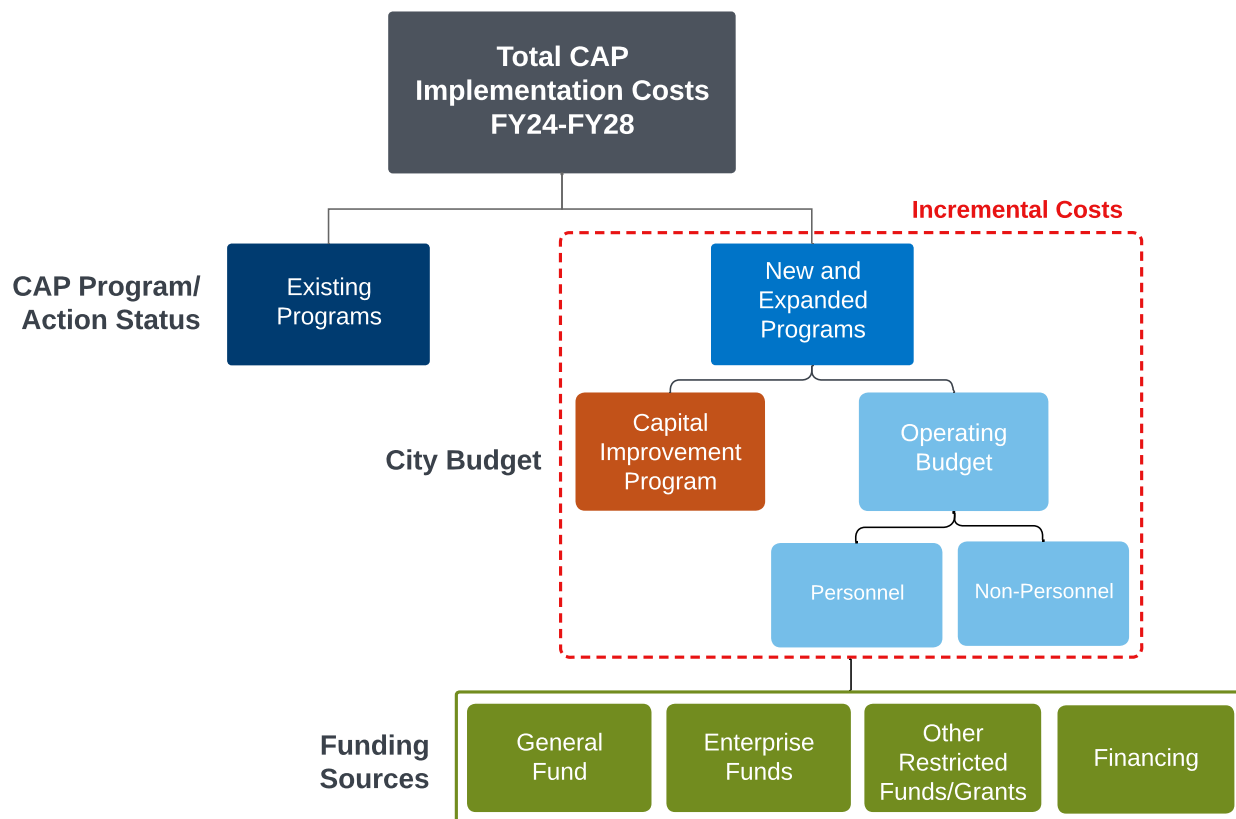 Total CAP
Implementation Costs
FY24-FY28
Incremental Costs
CAP Program/
Action Status
Existing
Programs
New and
Expanded
Programs
City Budget
Capital
Improvement
Program
Operating
Budget
Personnel
Non-Personnel
Funding
Sources
General
Fund
Enterprise
Funds
Other
Restricted
Funds/Grants
Financing